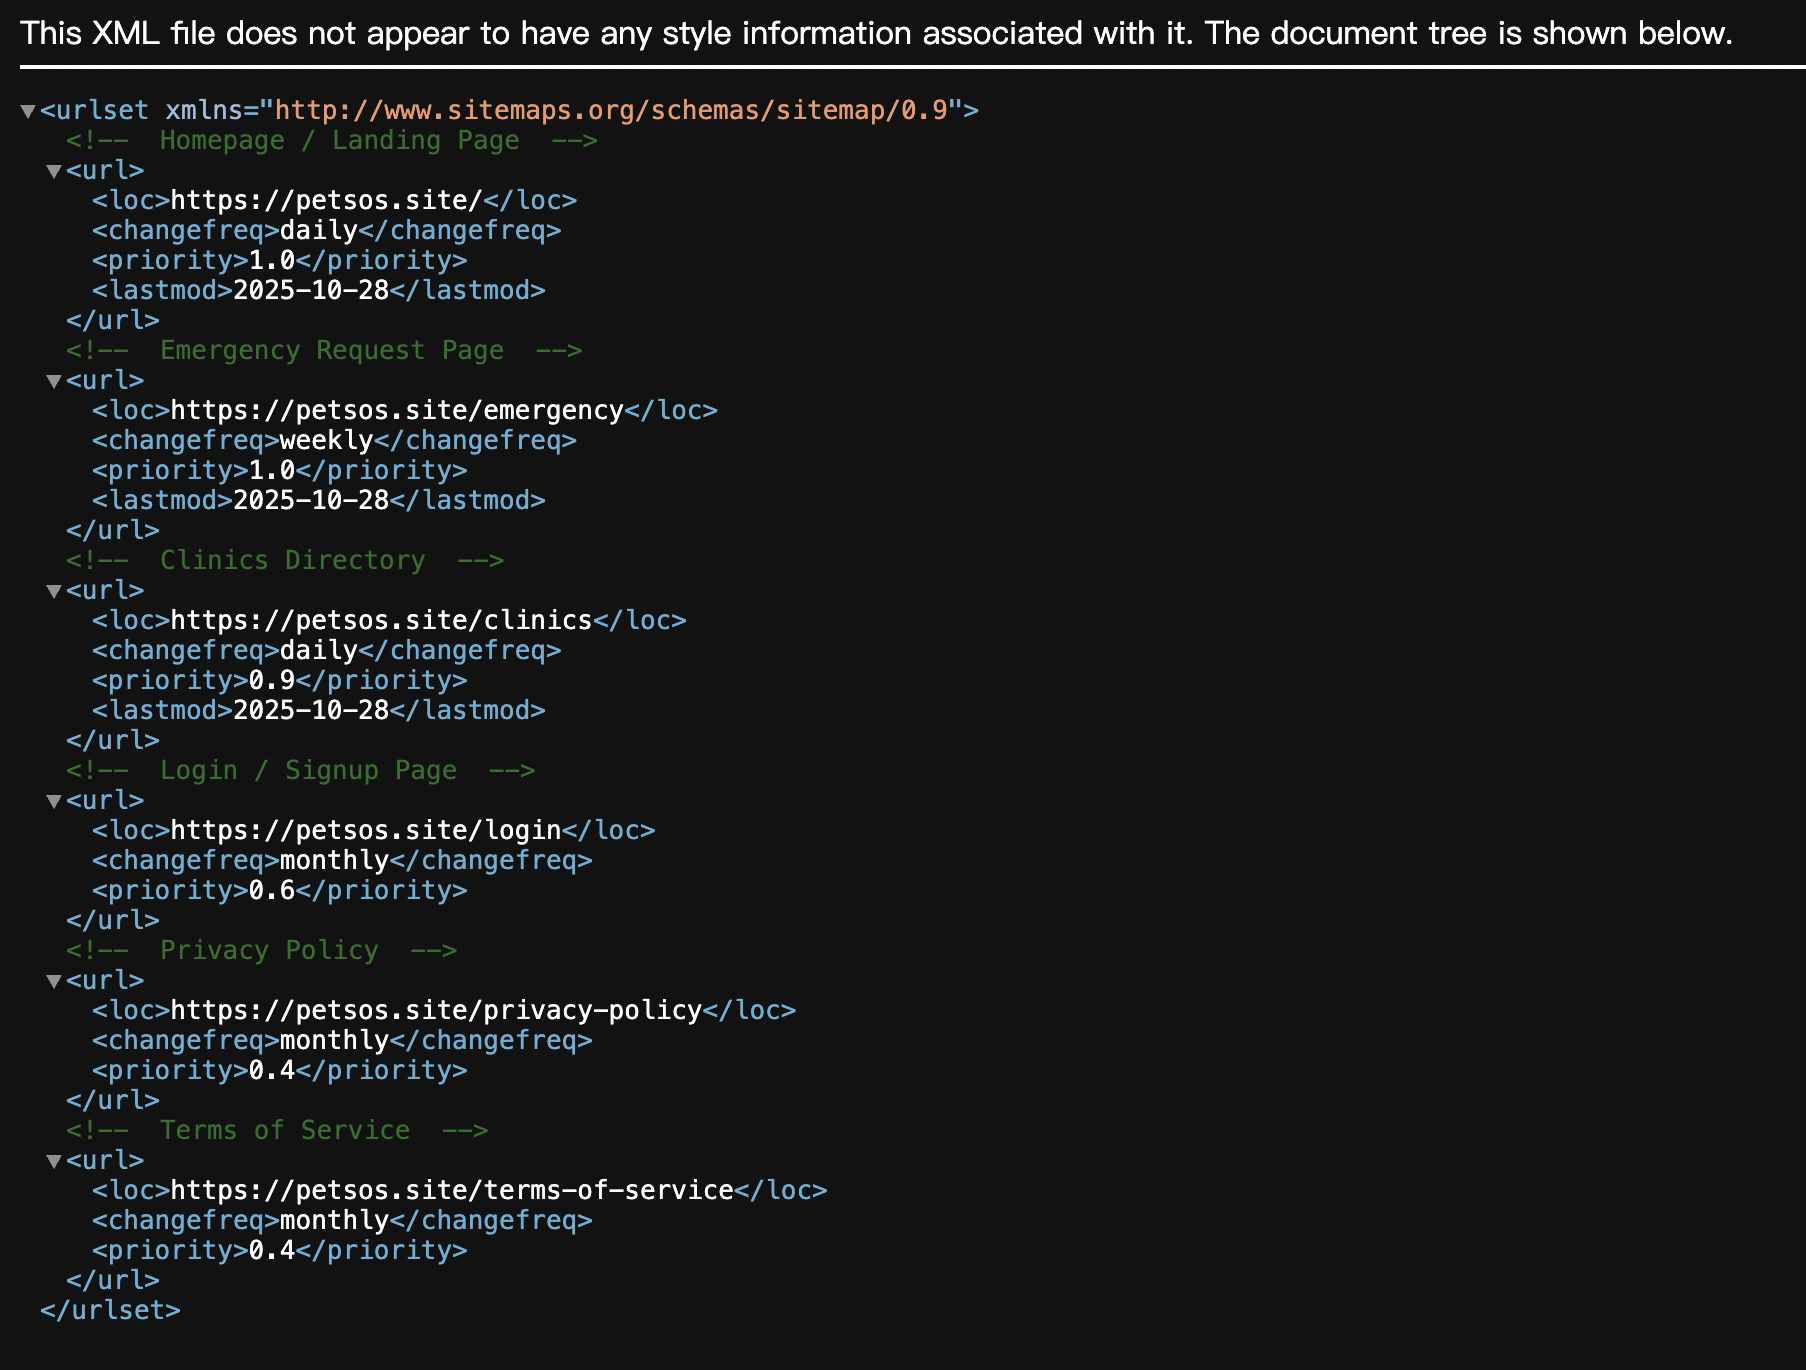 This XML file does not appear to have any style information associated with it. The document tree is shown below.
▼<urlset xmlns="http://www.sitemaps.org/schemas/sitemap/0.9">
<!--  Homepage / Landing Page  -->
▼<url>
<loc>https://petsos.site/</loc>
<changefreq>daily</changefreq>
<priority>1.0</priority>
<lastmod>2025-10-28</lastmod>
</url>
<!--  Emergency Request Page  -->
▼<url>
<loc>https://petsos.site/emergency</loc>
<changefreq>weekly</changefreq>
<priority>1.0</priority>
<lastmod>2025-10-28</lastmod>
</url>
<!--  Clinics Directory  -->
▼<url>
<loc>https://petsos.site/clinics</loc>
<changefreq>daily</changefreq>
<priority>0.9</priority>
<lastmod>2025-10-28</lastmod>
</url>
<!--  Login / Signup Page  -->
▼<url>
<loc>https://petsos.site/login</loc>
<changefreq>monthly</changefreq>
<priority>0.6</priority>
</url>
<!--  Privacy Policy  -->
▼<url>
<loc>https://petsos.site/privacy-policy</loc>
<changefreq>monthly</changefreq>
<priority>0.4</priority>
</url>
<!--  Terms of Service  -->
▼<url>
<loc>https://petsos.site/terms-of-service</loc>
<changefreq>monthly</changefreq>
<priority>0.4</priority>
</url>
</urlset>